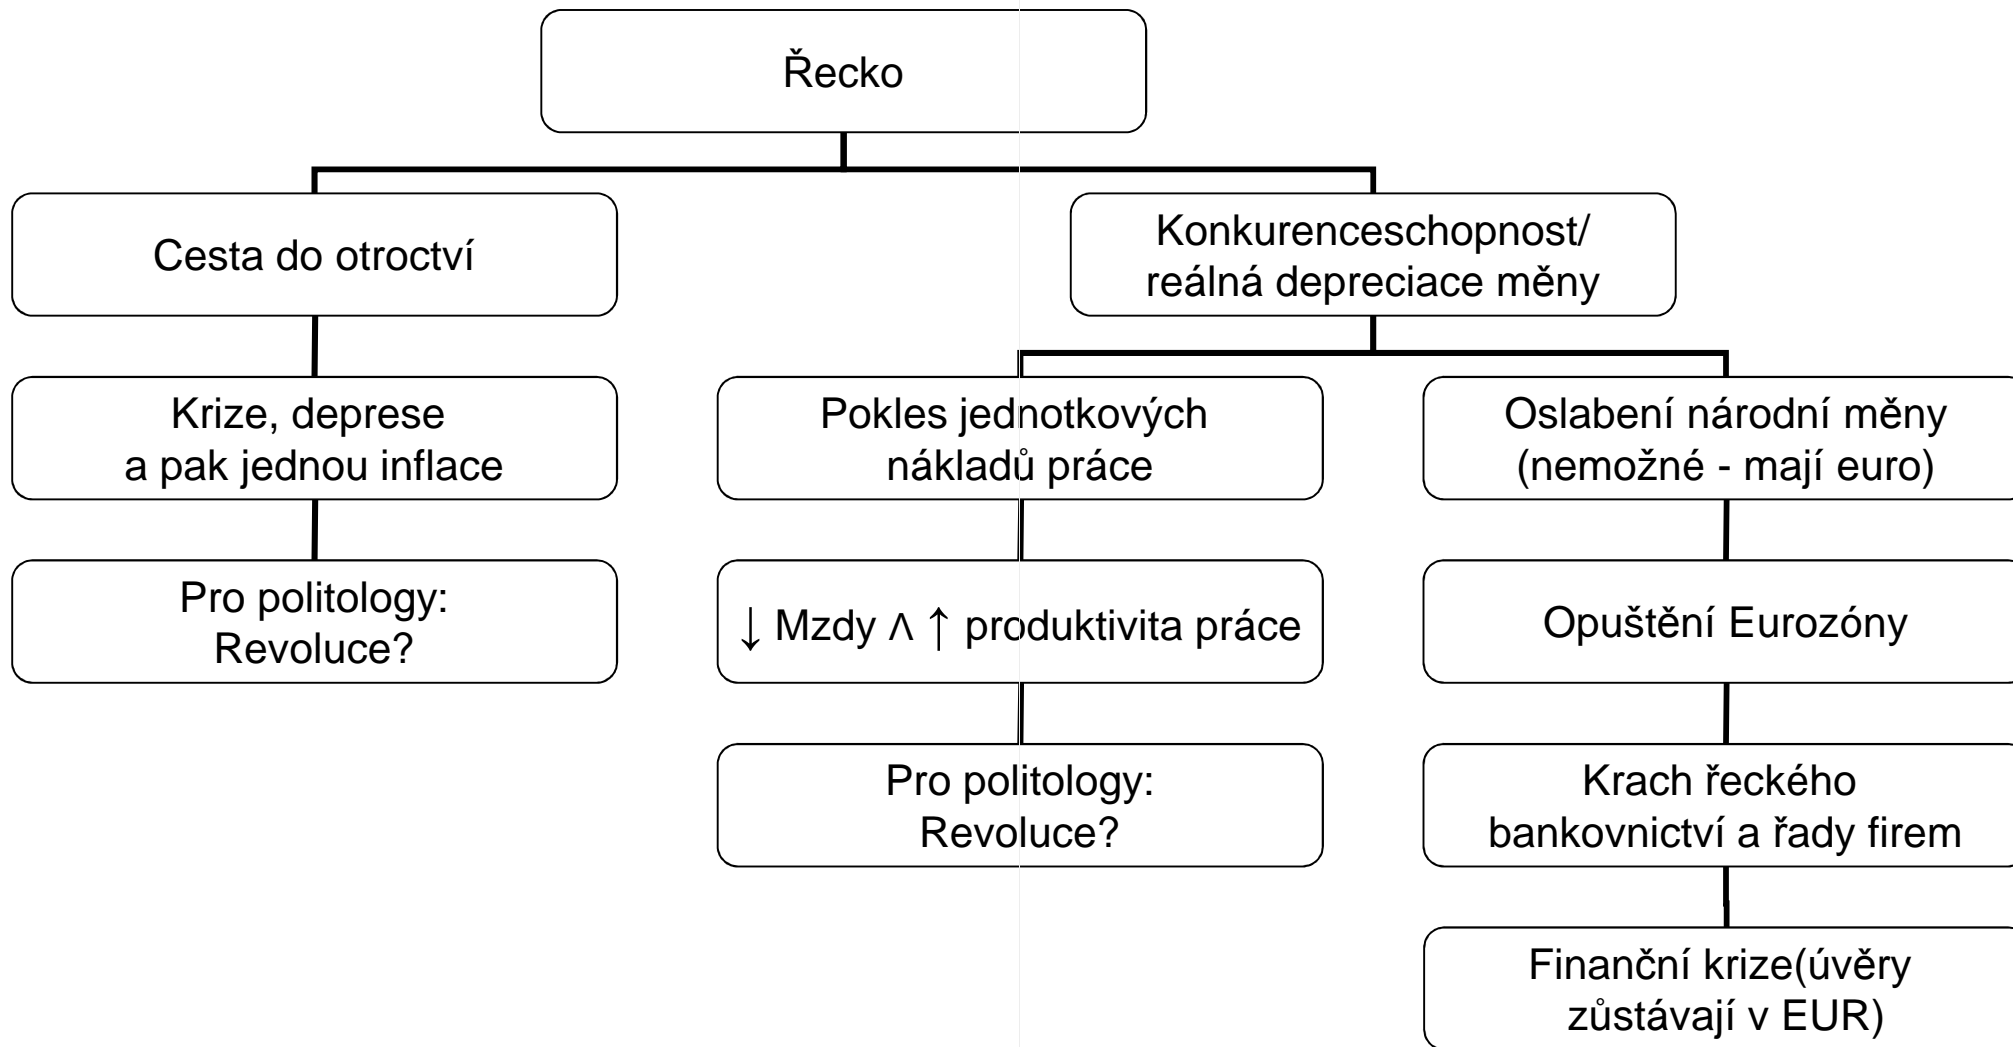 Řecko
Cesta do otroctví
Konkurenceschopnost/
reálná depreciace měny
Krize, deprese
a pak jednou inflace
Pokles jednotkových
nákladů práce
Oslabení národní měny
(nemožné - mají euro)
Pro politology:
Revoluce?
↓ Mzdy ∧ ↑ produktivita práce
Opuštění Eurozóny
Pro politology:
Revoluce?
Krach řeckého
bankovnictví a řady firem
Finanční krize(úvěry
zůstávají v EUR)